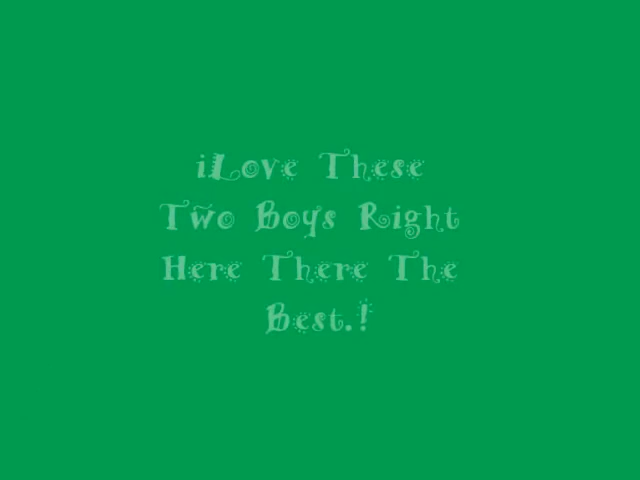 iLove These
Two Boys Right
Here There The
Best.!